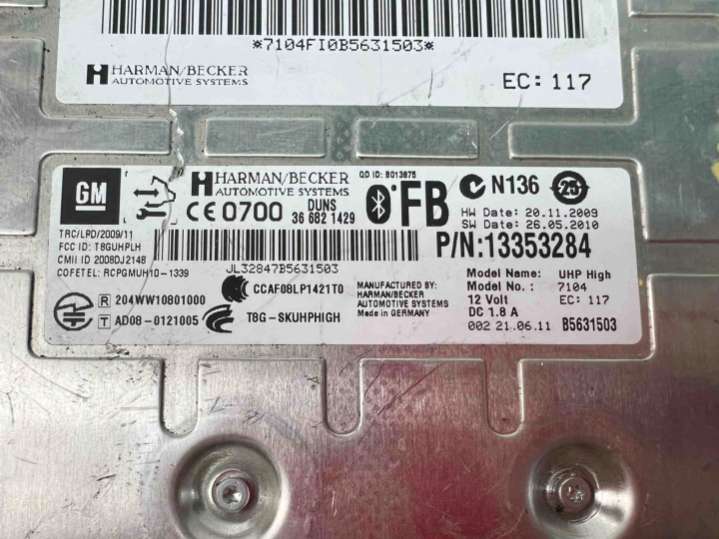 *7104FI0B5631503*
HARMAN/BECKER
AUTOMOTIVE SYSTEMS
EC: 117
GM
HARMAN/BECKER
AUTOMOTIVE SYSTEMS
QD ID: B013875
FB
N136
25
CE 0700
DUNS
36 682 1429
HW Date: 20.11.2009
SW Date: 26.05.2010
TRC/LPD/2009/11
FCC ID: T8GUHPLH
CMII ID 2008DJ2148
COFETEL: RCPGMUH10-1339
JL32847B5631503
P/N:13353284
CCAF08LP1421T0
MANUFACTURED BY:
HARMAN/BECKER
AUTOMOTIVE SYSTEMS
Made in GERMANY
Model Name: UHP High
Model No.: 7104
12 Volt EC: 117
DC 1.8 A
002 21.06.11 B5631503
R 204WW10801000
T AD08-0121005
T8G-SKUHPHIGH